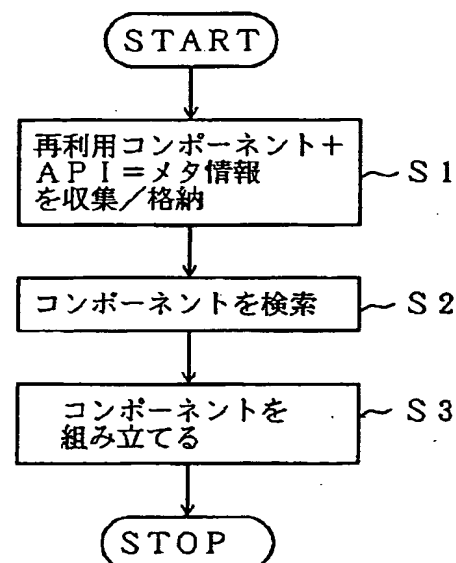 ＳＴＡＲＴ
再利用コンポーネント＋
ＡＰＩ＝メタ情報
を収集／格納
Ｓ１
コンポーネントを検索
Ｓ２
コンポーネントを
組み立てる
Ｓ３
ＳＴＯＰ